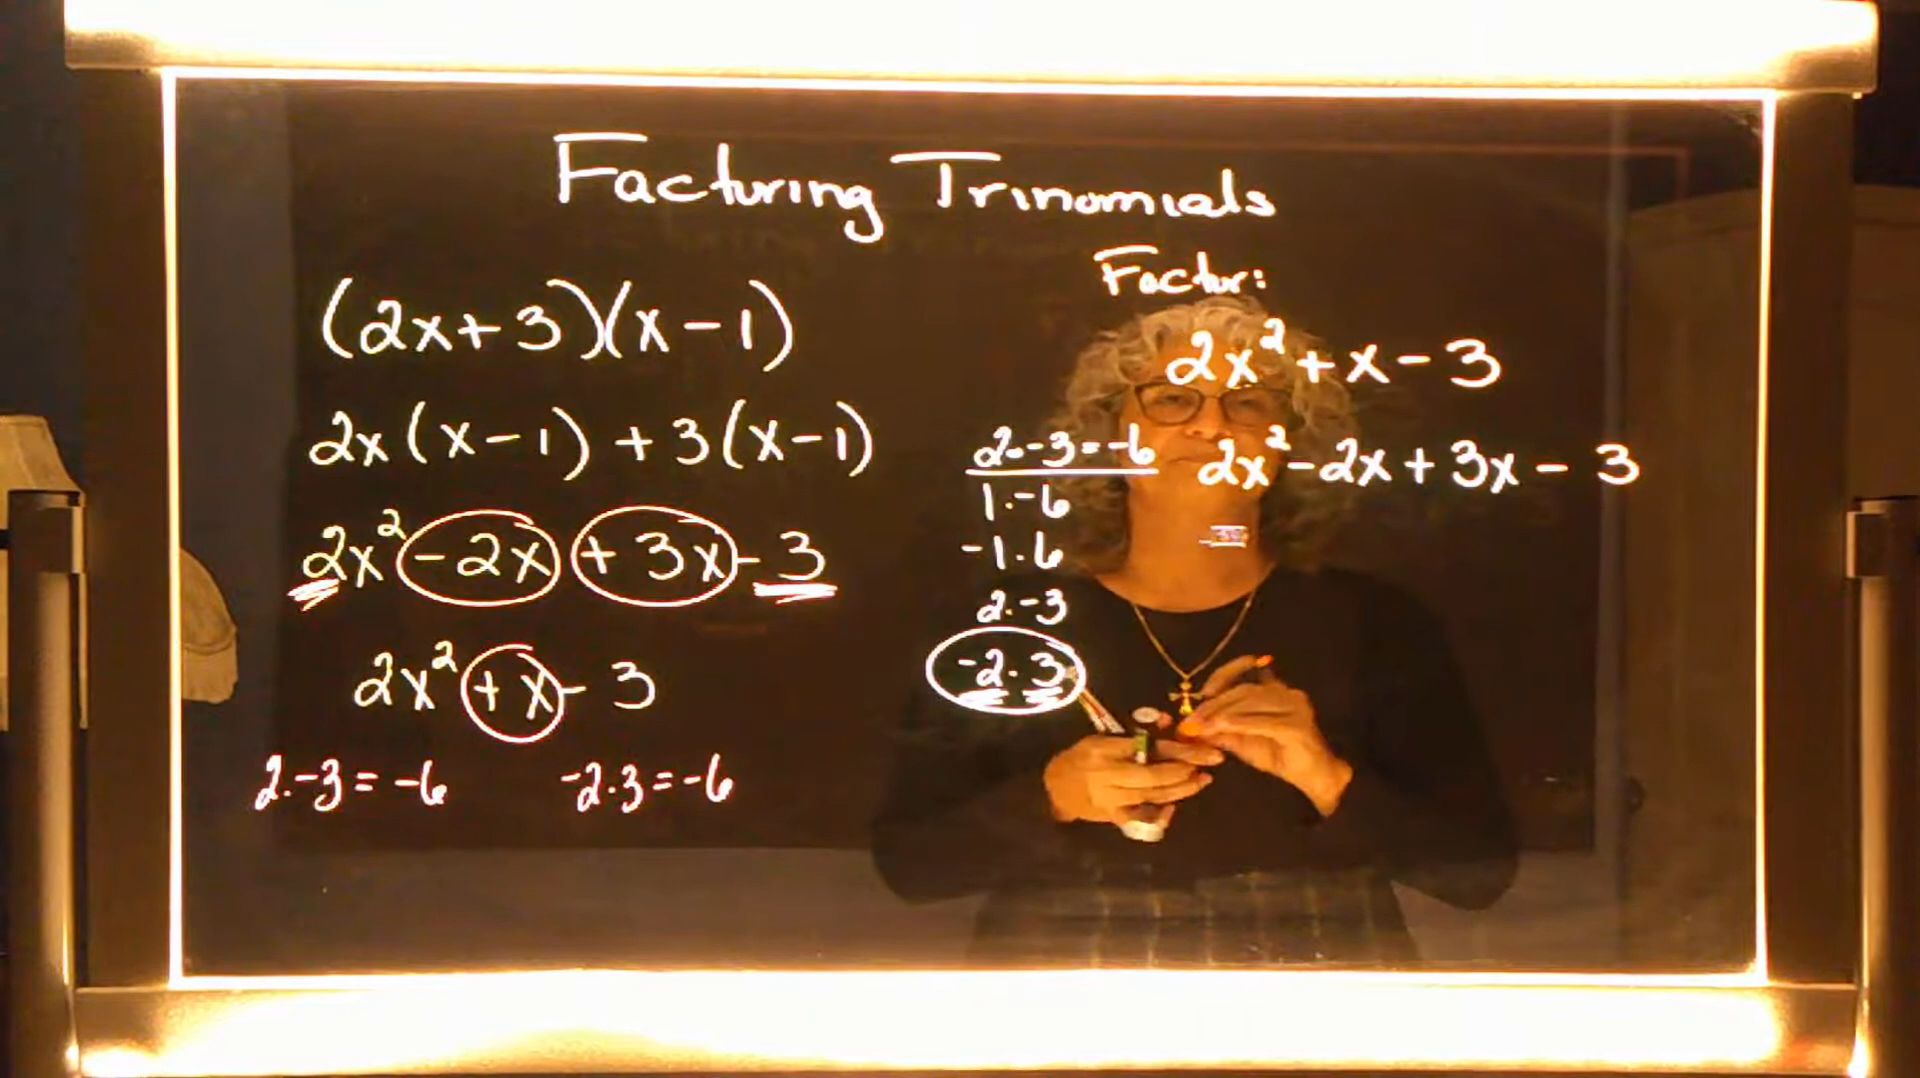 Factoring Trinomials
(2x+3)(x-1)
2x(x-1)+3(x-1)
2x²-2x+3x-3
2x²+x-3
2·-3=-6 -2·3=-6
Factor:
2x²+x-3
2x²-2x+3x-3
2·-3=-6
1·-6
-1·6
2·-3
-2·3